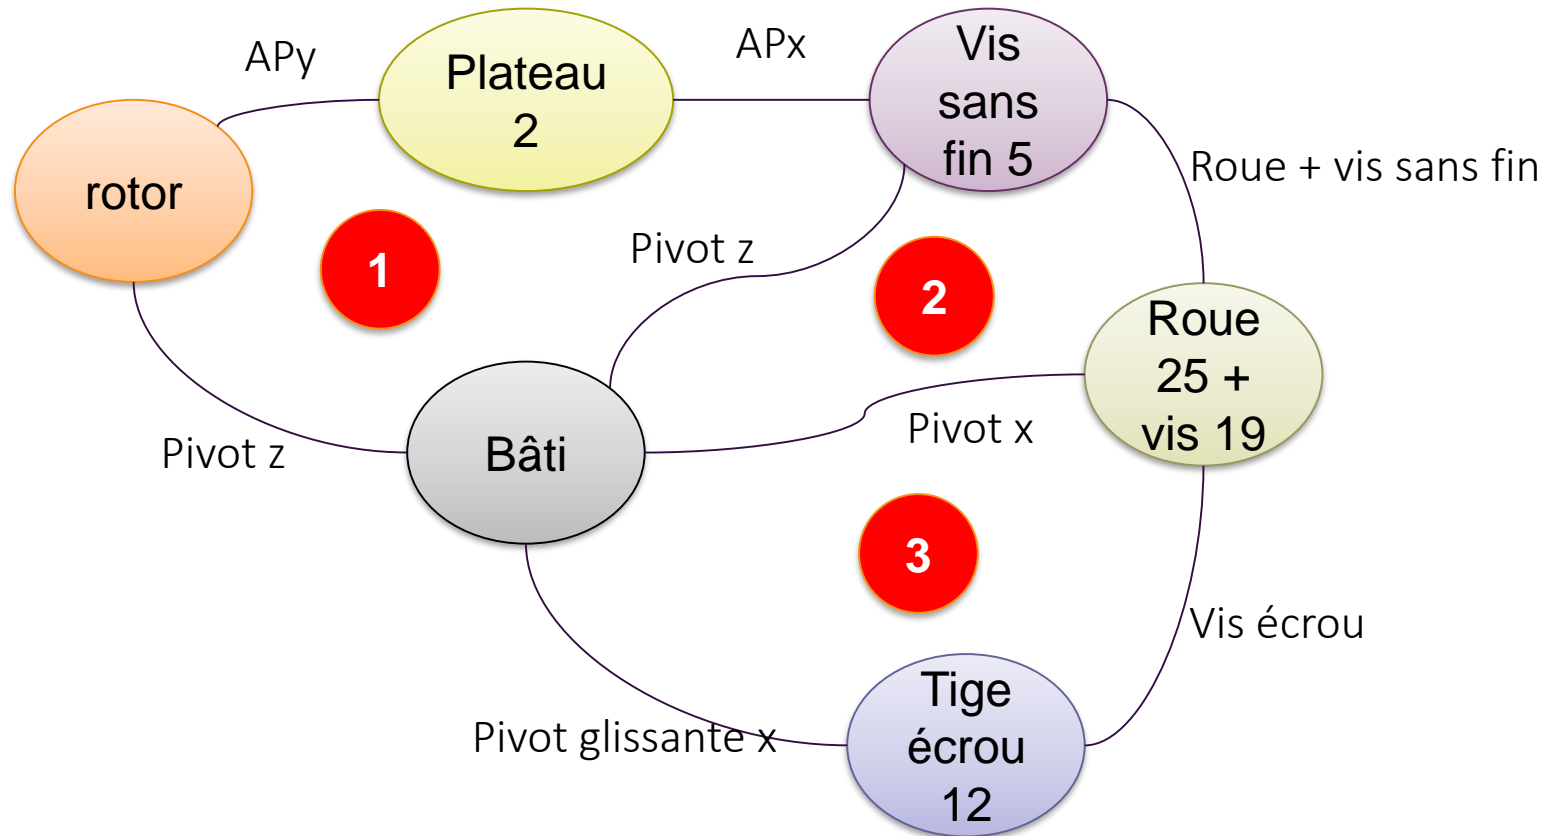 APy
Plateau
2
APx
Vis
sans
fin 5
rotor
Roue + vis sans fin
1
Pivot z
2
Roue
25 +
vis 19
Pivot z
Bâti
Pivot x
3
Vis écrou
Pivot glissante x
Tige
écrou
12